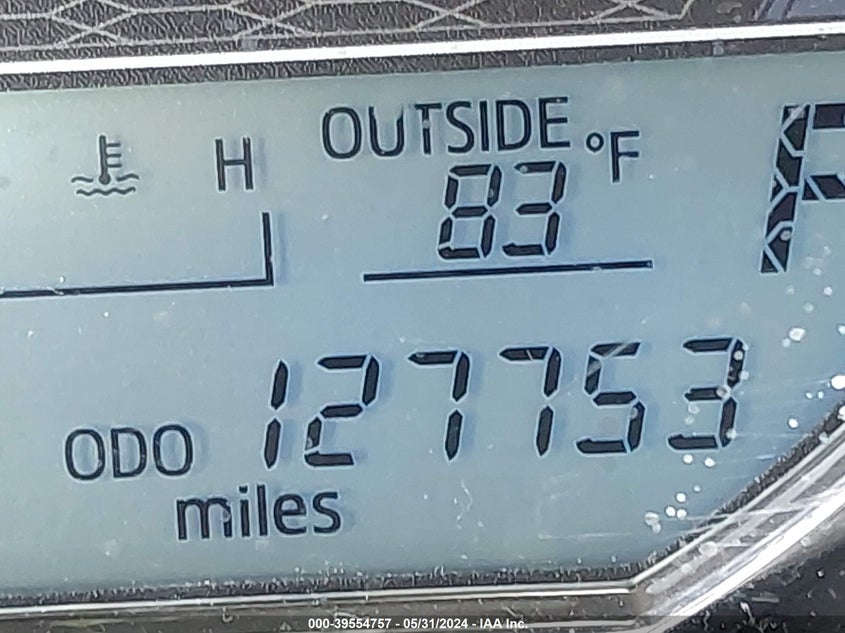 OUTSIDE °F
H
83
P
ODO 127753
miles
000-39554757 - 05/31/2024 - IAA Inc.